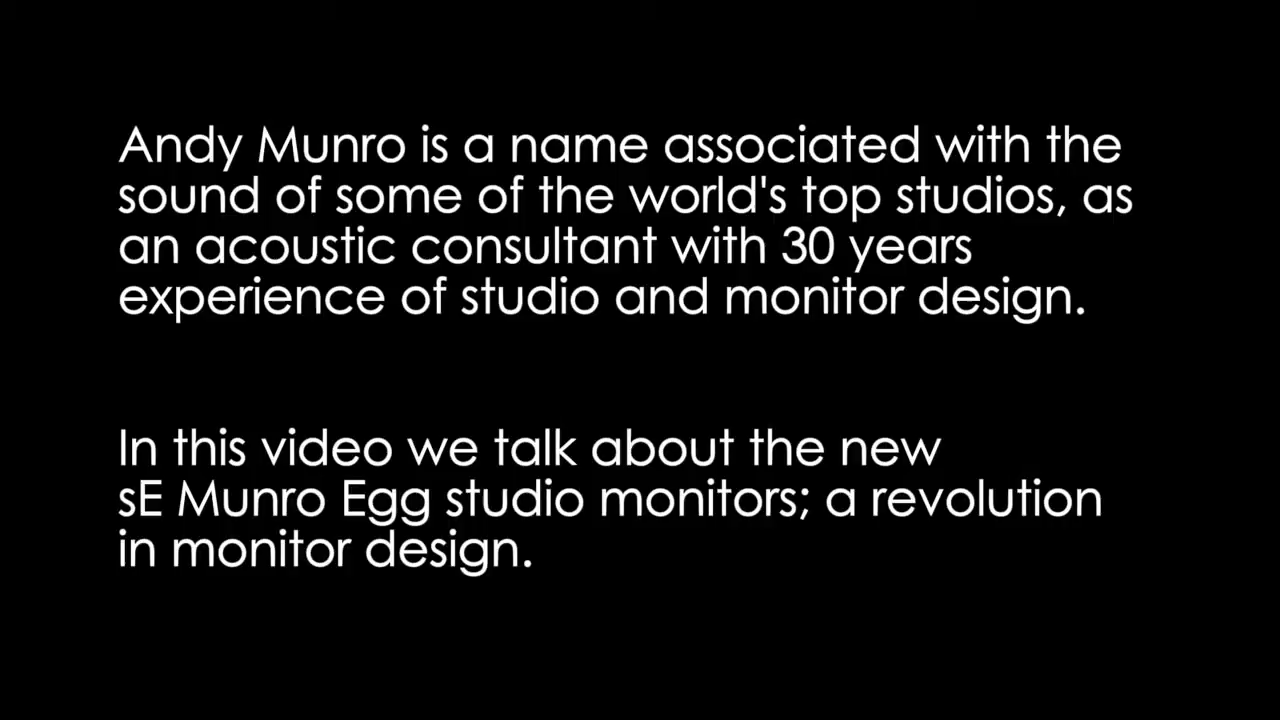 Andy Munro is a name associated with the
sound of some of the world's top studios, as
an acoustic consultant with 30 years
experience of studio and monitor design.
In this video we talk about the new
sE Munro Egg studio monitors; a revolution
in monitor design.